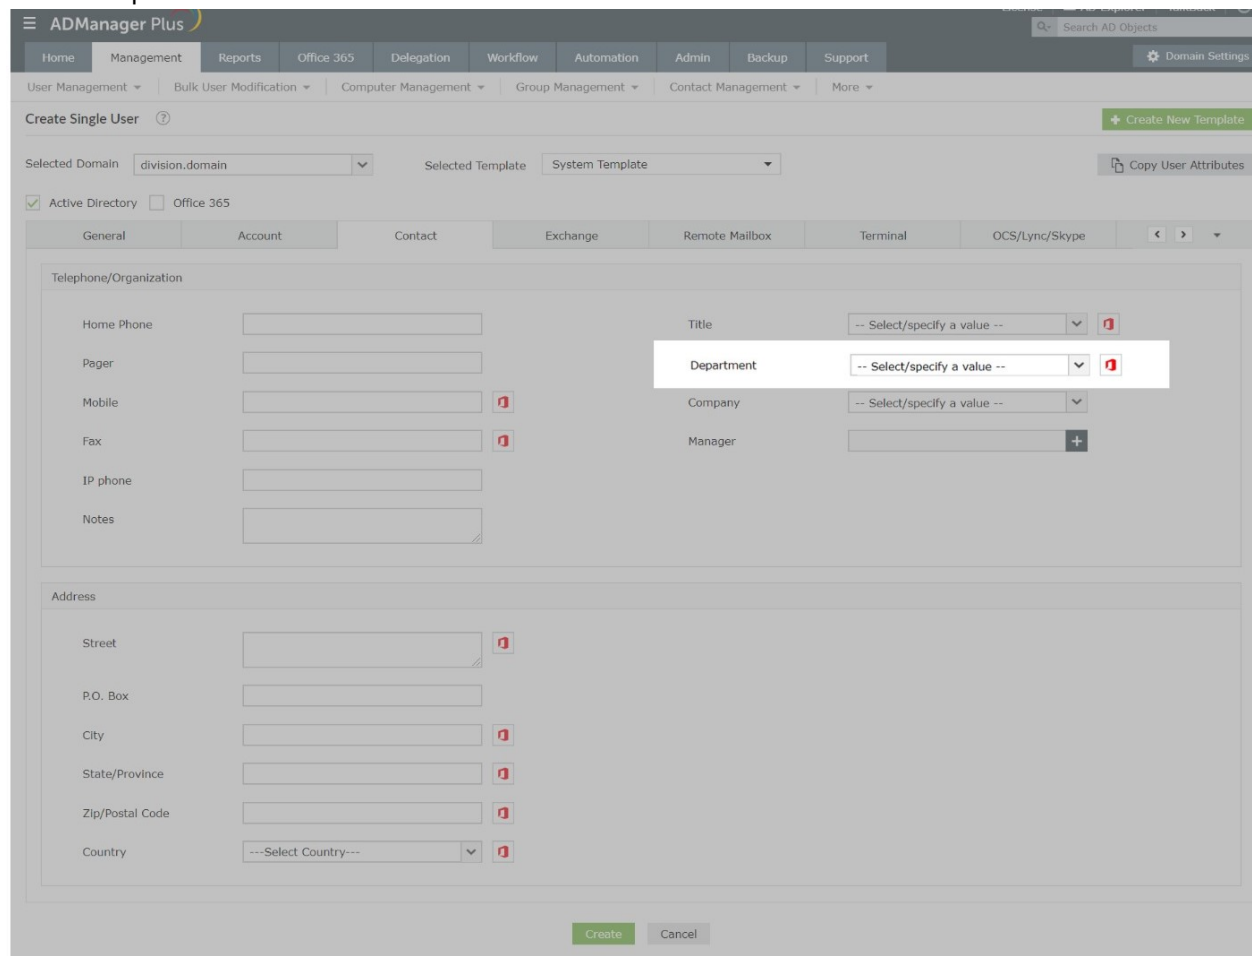 ADManager Plus
Search AD Objects
Home Management Reports Office 365 Delegation Workflow Automation Admin Backup Support Domain Settings
User Management Bulk User Modification Computer Management Group Management Contact Management More
Create Single User ? Create New Template
Selected Domain division.domain Selected Template System Template Copy User Attributes
Active Directory Office 365
General Account Contact Exchange Remote Mailbox Terminal OCS/Lync/Skype
Telephone/Organization
Home Phone Title -- Select/specify a value --
Pager Department -- Select/specify a value --
Mobile Company -- Select/specify a value --
Fax Manager
IP phone
Notes
Address
Street
P.O. Box
City
State/Province
Zip/Postal Code
Country ---Select Country---
Create Cancel